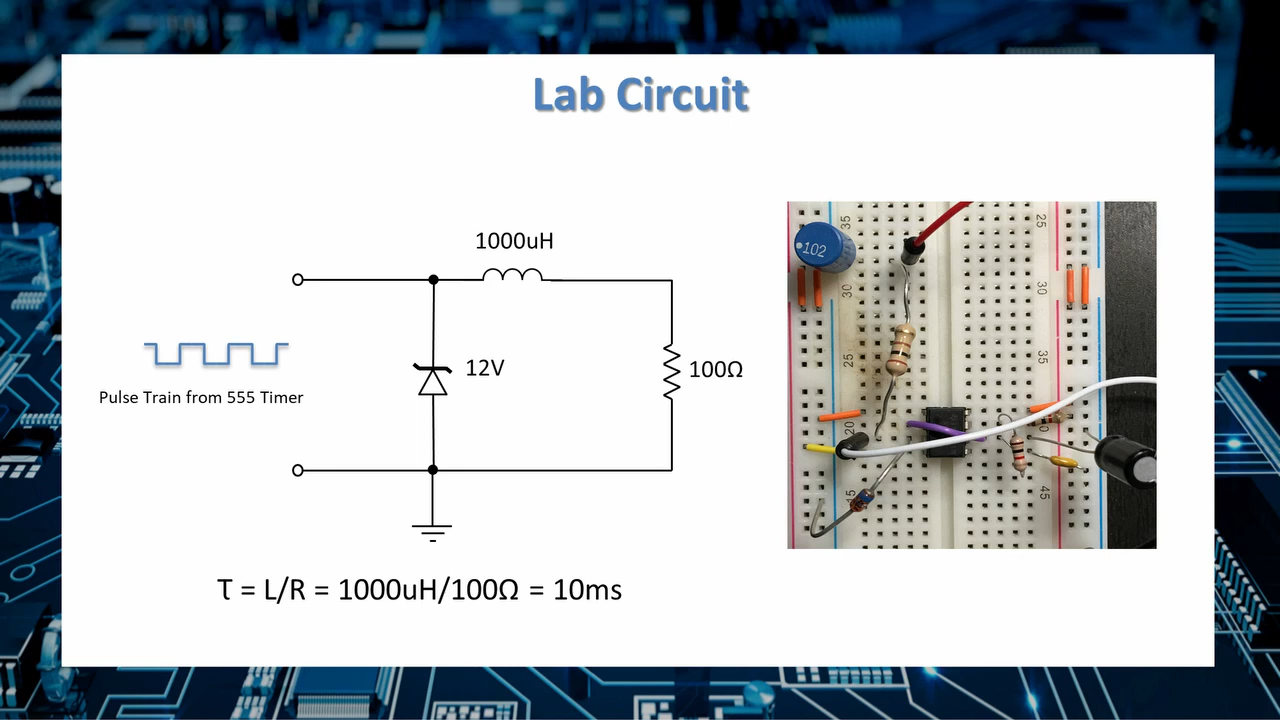 Lab Circuit
1000uH
12V
100Ω
Pulse Train from 555 Timer
τ = L/R = 1000uH/100Ω = 10ms
102
35
30
25
20
15
25
30
35
40
45